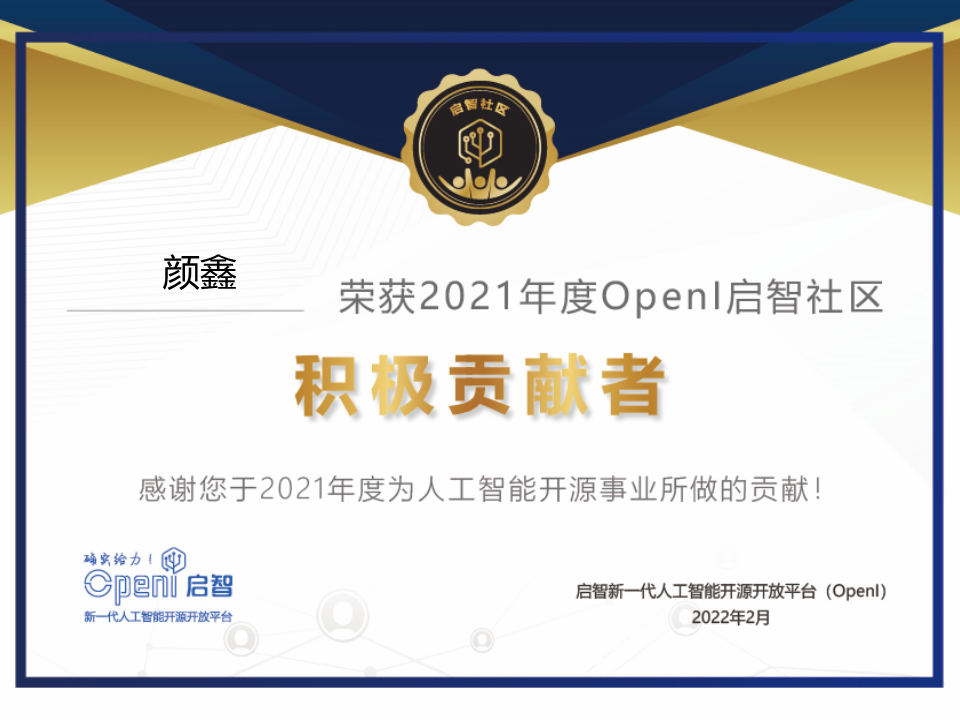 启智社区
颜鑫
荣获2021年度OpenI启智社区
积极贡献者
感谢您于2021年度为人工智能开源事业所做的贡献！
确实给力！
OpenI 启智
新一代人工智能开源开放平台
启智新一代人工智能开源开放平台（OpenI）
2022年2月